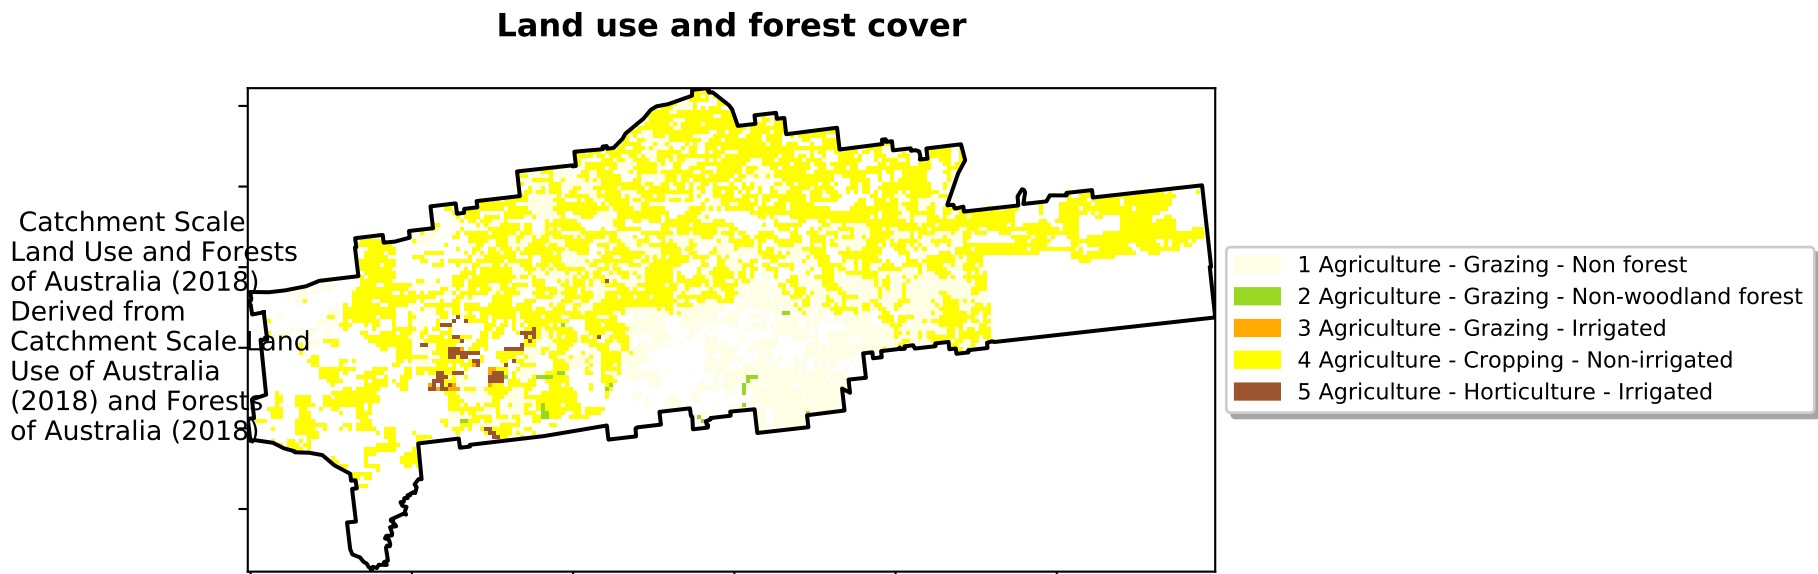 Land use and forest cover
Catchment Scale
Land Use and Forests
of Australia (2018)
Derived from
Catchment Scale Land
Use of Australia
(2018) and Forests
of Australia (2018)
1 Agriculture - Grazing - Non forest
2 Agriculture - Grazing - Non-woodland forest
3 Agriculture - Grazing - Irrigated
4 Agriculture - Cropping - Non-irrigated
5 Agriculture - Horticulture - Irrigated